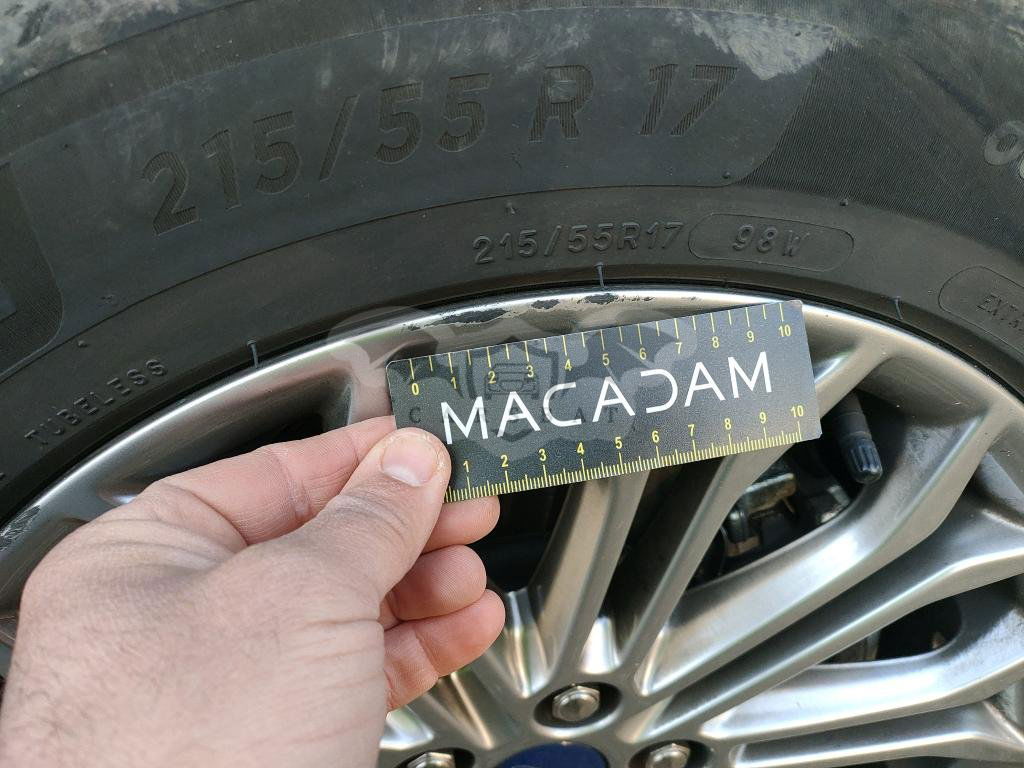 215/55 R 17
215/55R17 98W
TUBELESS
EXTR
0 1 2 3 4 5 6 7 8 9 10
MACADAM
1 2 3 4 5 6 7 8 9 10